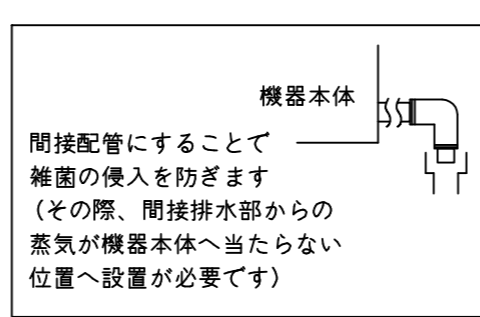 機器本体
間接配管にすることで
雑菌の侵入を防ぎます
（その際、間接排水部からの
蒸気が機器本体へ当たらない
位置へ設置が必要です）